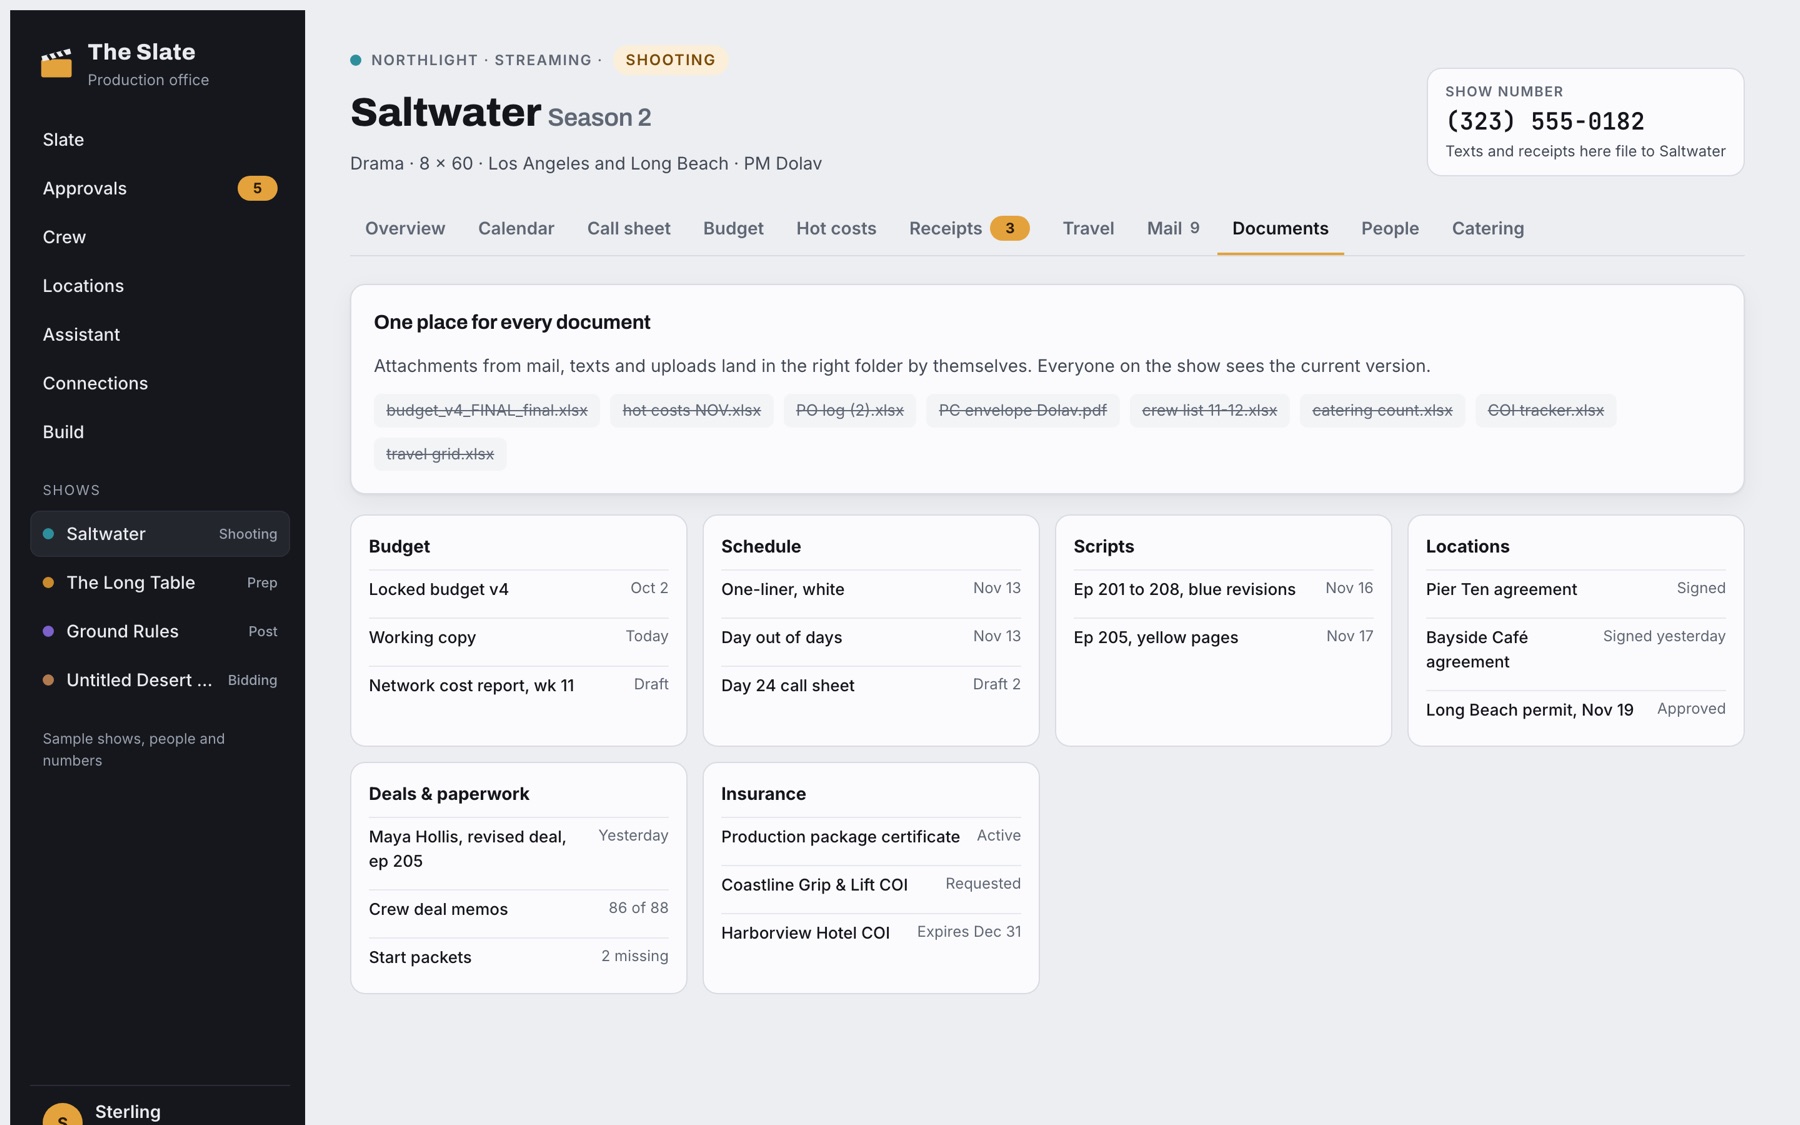 The Slate
Production office
Slate
Approvals 5
Crew
Locations
Assistant
Connections
Build
SHOWS
Saltwater Shooting
The Long Table Prep
Ground Rules Post
Untitled Desert ... Bidding
Sample shows, people and
numbers
S Sterling
NORTHLIGHT · STREAMING · SHOOTING
Saltwater Season 2
Drama · 8 × 60 · Los Angeles and Long Beach · PM Dolav
SHOW NUMBER
(323) 555-0182
Texts and receipts here file to Saltwater
Overview Calendar Call sheet Budget Hot costs Receipts 3 Travel Mail 9 Documents People Catering
One place for every document
Attachments from mail, texts and uploads land in the right folder by themselves. Everyone on the show sees the current version.
budget_v4_FINAL_final.xlsx hot costs NOV.xlsx PO log (2).xlsx PC envelope Dolav.pdf crew list 11-12.xlsx catering count.xlsx COI tracker.xlsx
travel grid.xlsx
Budget
Locked budget v4 Oct 2
Working copy Today
Network cost report, wk 11 Draft
Schedule
One-liner, white Nov 13
Day out of days Nov 13
Day 24 call sheet Draft 2
Scripts
Ep 201 to 208, blue revisions Nov 16
Ep 205, yellow pages Nov 17
Locations
Pier Ten agreement Signed
Bayside Café Signed yesterday
agreement
Long Beach permit, Nov 19 Approved
Deals & paperwork
Maya Hollis, revised deal, Yesterday
ep 205
Crew deal memos 86 of 88
Start packets 2 missing
Insurance
Production package certificate Active
Coastline Grip & Lift COI Requested
Harborview Hotel COI Expires Dec 31